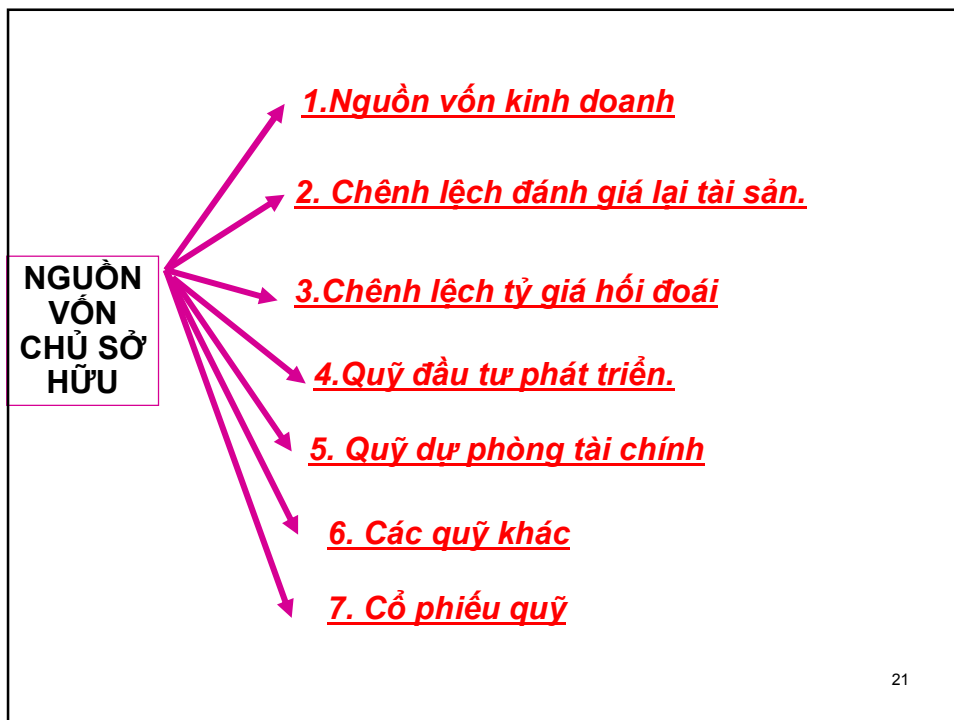 1.Nguồn vốn kinh doanh
2. Chênh lệch đánh giá lại tài sản.
NGUỒN
VỐN
CHỦ SỞ
HỮU
3.Chênh lệch tỷ giá hối đoái
4.Quỹ đầu tư phát triển.
5. Quỹ dự phòng tài chính
6. Các quỹ khác
7. Cổ phiếu quỹ
21